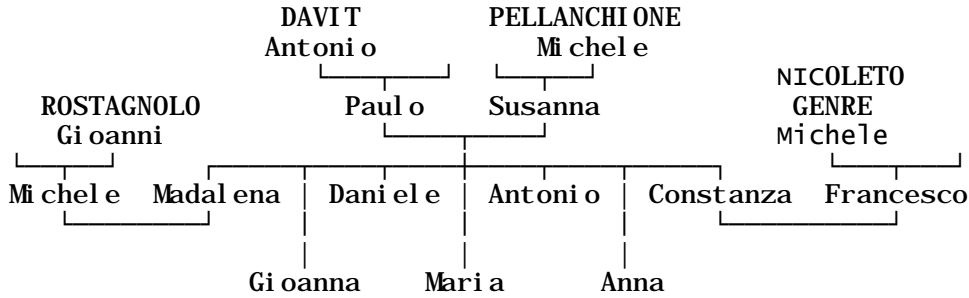 DAVIT PELLANCHIONE
Antonio Michele
NICOLETO
ROSTAGNOLO Paulo Susanna GENRE
Gioanni Michele
Michele Madalena Daniele Antonio Constanza Francesco
Gioanna Maria Anna